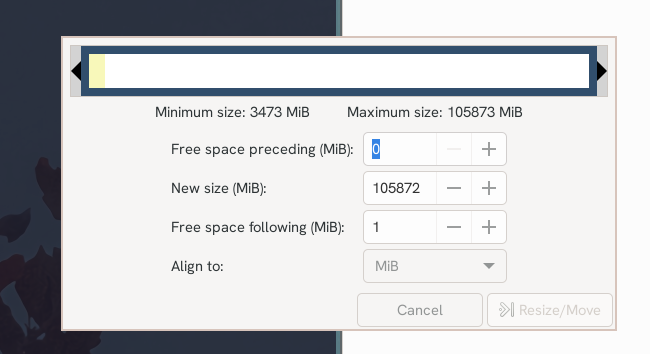 Minimum size: 3473 MiB Maximum size: 105873 MiB
Free space preceding (MiB): 0
New size (MiB): 105872
Free space following (MiB): 1
Align to: MiB
Cancel Resize/Move